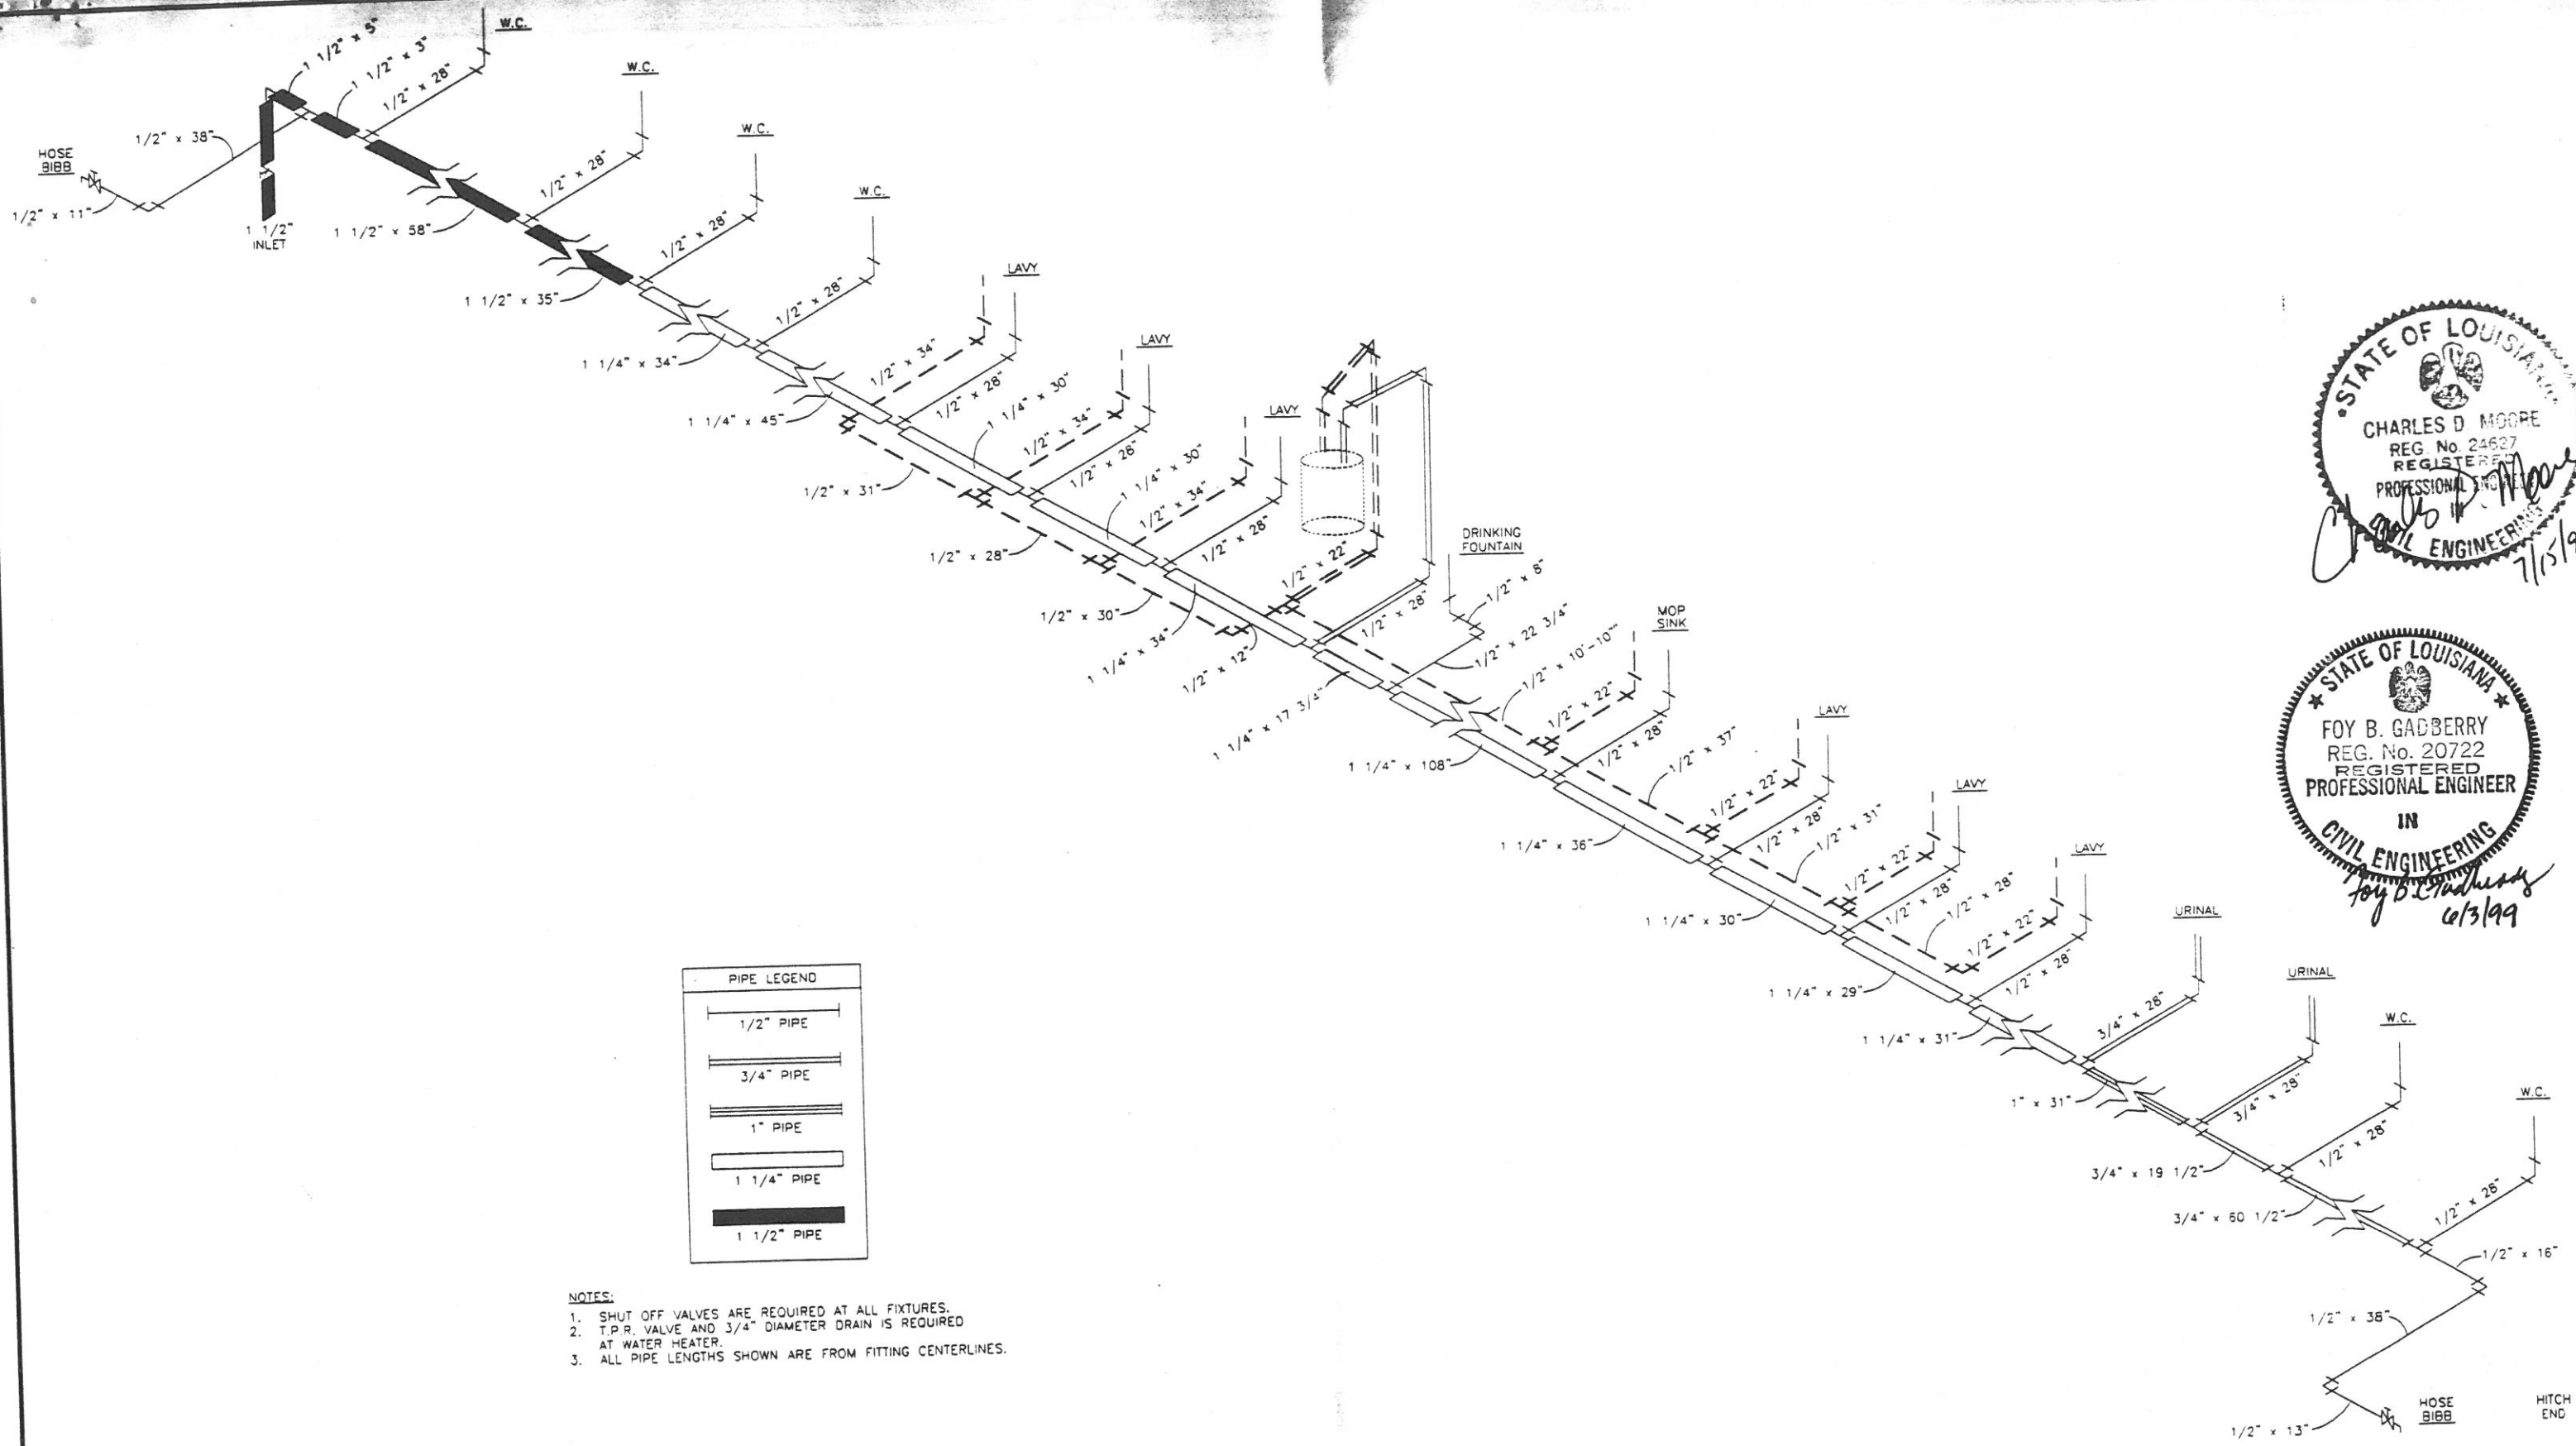 1 1/2" x 5"
1 1/2" x 3"
1/2" x 28"
W.C.
1/2" x 38"
HOSE
BIBB
1/2" x 11"
1 1/2"
INLET
1 1/2" x 58"
1/2" x 28"
W.C.
1 1/2" x 35"
1/2" x 28"
W.C.
1 1/4" x 34"
1/2" x 28"
W.C.
1 1/4" x 45"
1/2" x 34"
1/2" x 28"
LAVY
1/2" x 31"
1 1/4" x 30"
1/2" x 34"
1/2" x 28"
LAVY
1/2" x 28"
1 1/4" x 30"
1/2" x 34"
1/2" x 28"
LAVY
1/2" x 30"
1 1/4" x 34"
1/2" x 12"
1/2" x 22"
1/2" x 28"
1 1/4" x 17 3/4"
DRINKING
FOUNTAIN
1/2" x 8"
1/2" x 22 3/4"
1/2" x 10'-10""
1 1/4" x 108"
1/2" x 22"
1/2" x 28"
MOP
SINK
1/2" x 37"
1 1/4" x 36"
1/2" x 22"
1/2" x 28"
LAVY
1/2" x 31"
1 1/4" x 30"
1/2" x 22"
1/2" x 28"
LAVY
1/2" x 28"
1 1/4" x 29"
1/2" x 22"
1/2" x 28"
LAVY
1 1/4" x 31"
3/4" x 28"
URINAL
1" x 31"
3/4" x 28"
URINAL
3/4" x 19 1/2"
1/2" x 28"
W.C.
3/4" x 60 1/2"
1/2" x 28"
W.C.
1/2" x 16"
1/2" x 38"
1/2" x 13"
HOSE
BIBB
HITCH
END
STATE OF LOUISIANA
CHARLES D. MOORE
REG. No. 24627
REGISTERED
PROFESSIONAL ENGINEER
CIVIL ENGINEERING
Charles D. Moore
7/15/9
STATE OF LOUISIANA
FOY B. GADBERRY
REG. No. 20722
REGISTERED
PROFESSIONAL ENGINEER
IN
CIVIL ENGINEERING
Foy B. Gadberry
6/3/99
PIPE LEGEND
1/2" PIPE
3/4" PIPE
1" PIPE
1 1/4" PIPE
1 1/2" PIPE
NOTES:
1. SHUT OFF VALVES ARE REQUIRED AT ALL FIXTURES.
2. T.P.R. VALVE AND 3/4" DIAMETER DRAIN IS REQUIRED
AT WATER HEATER.
3. ALL PIPE LENGTHS SHOWN ARE FROM FITTING CENTERLINES.